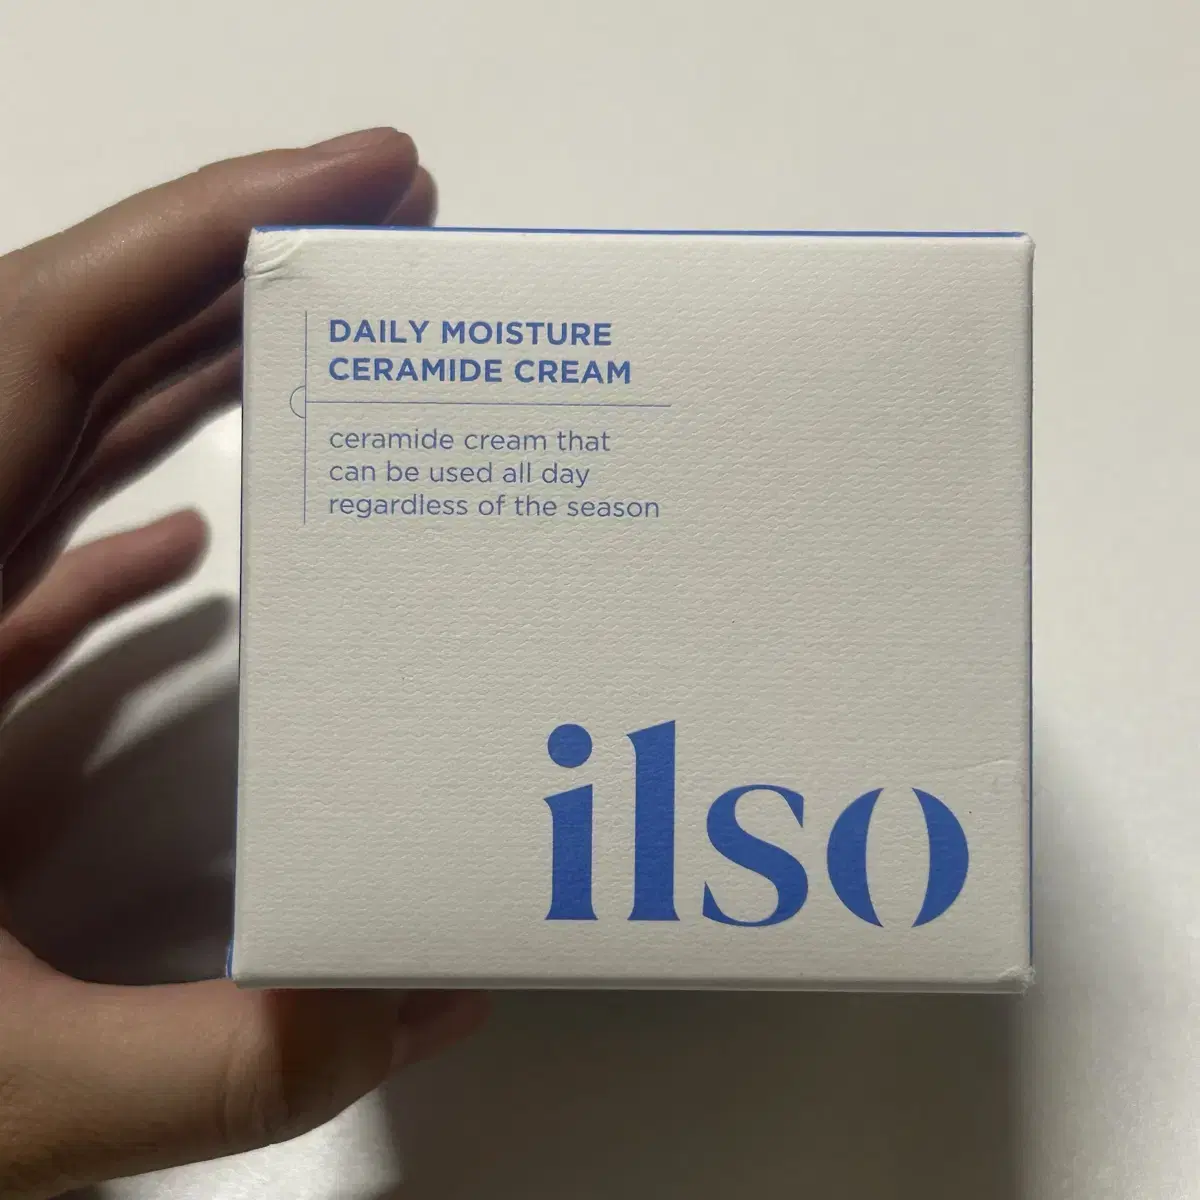 DAILY MOISTURE
CERAMIDE CREAM
ceramide cream that
can be used all day
regardless of the season
ilso